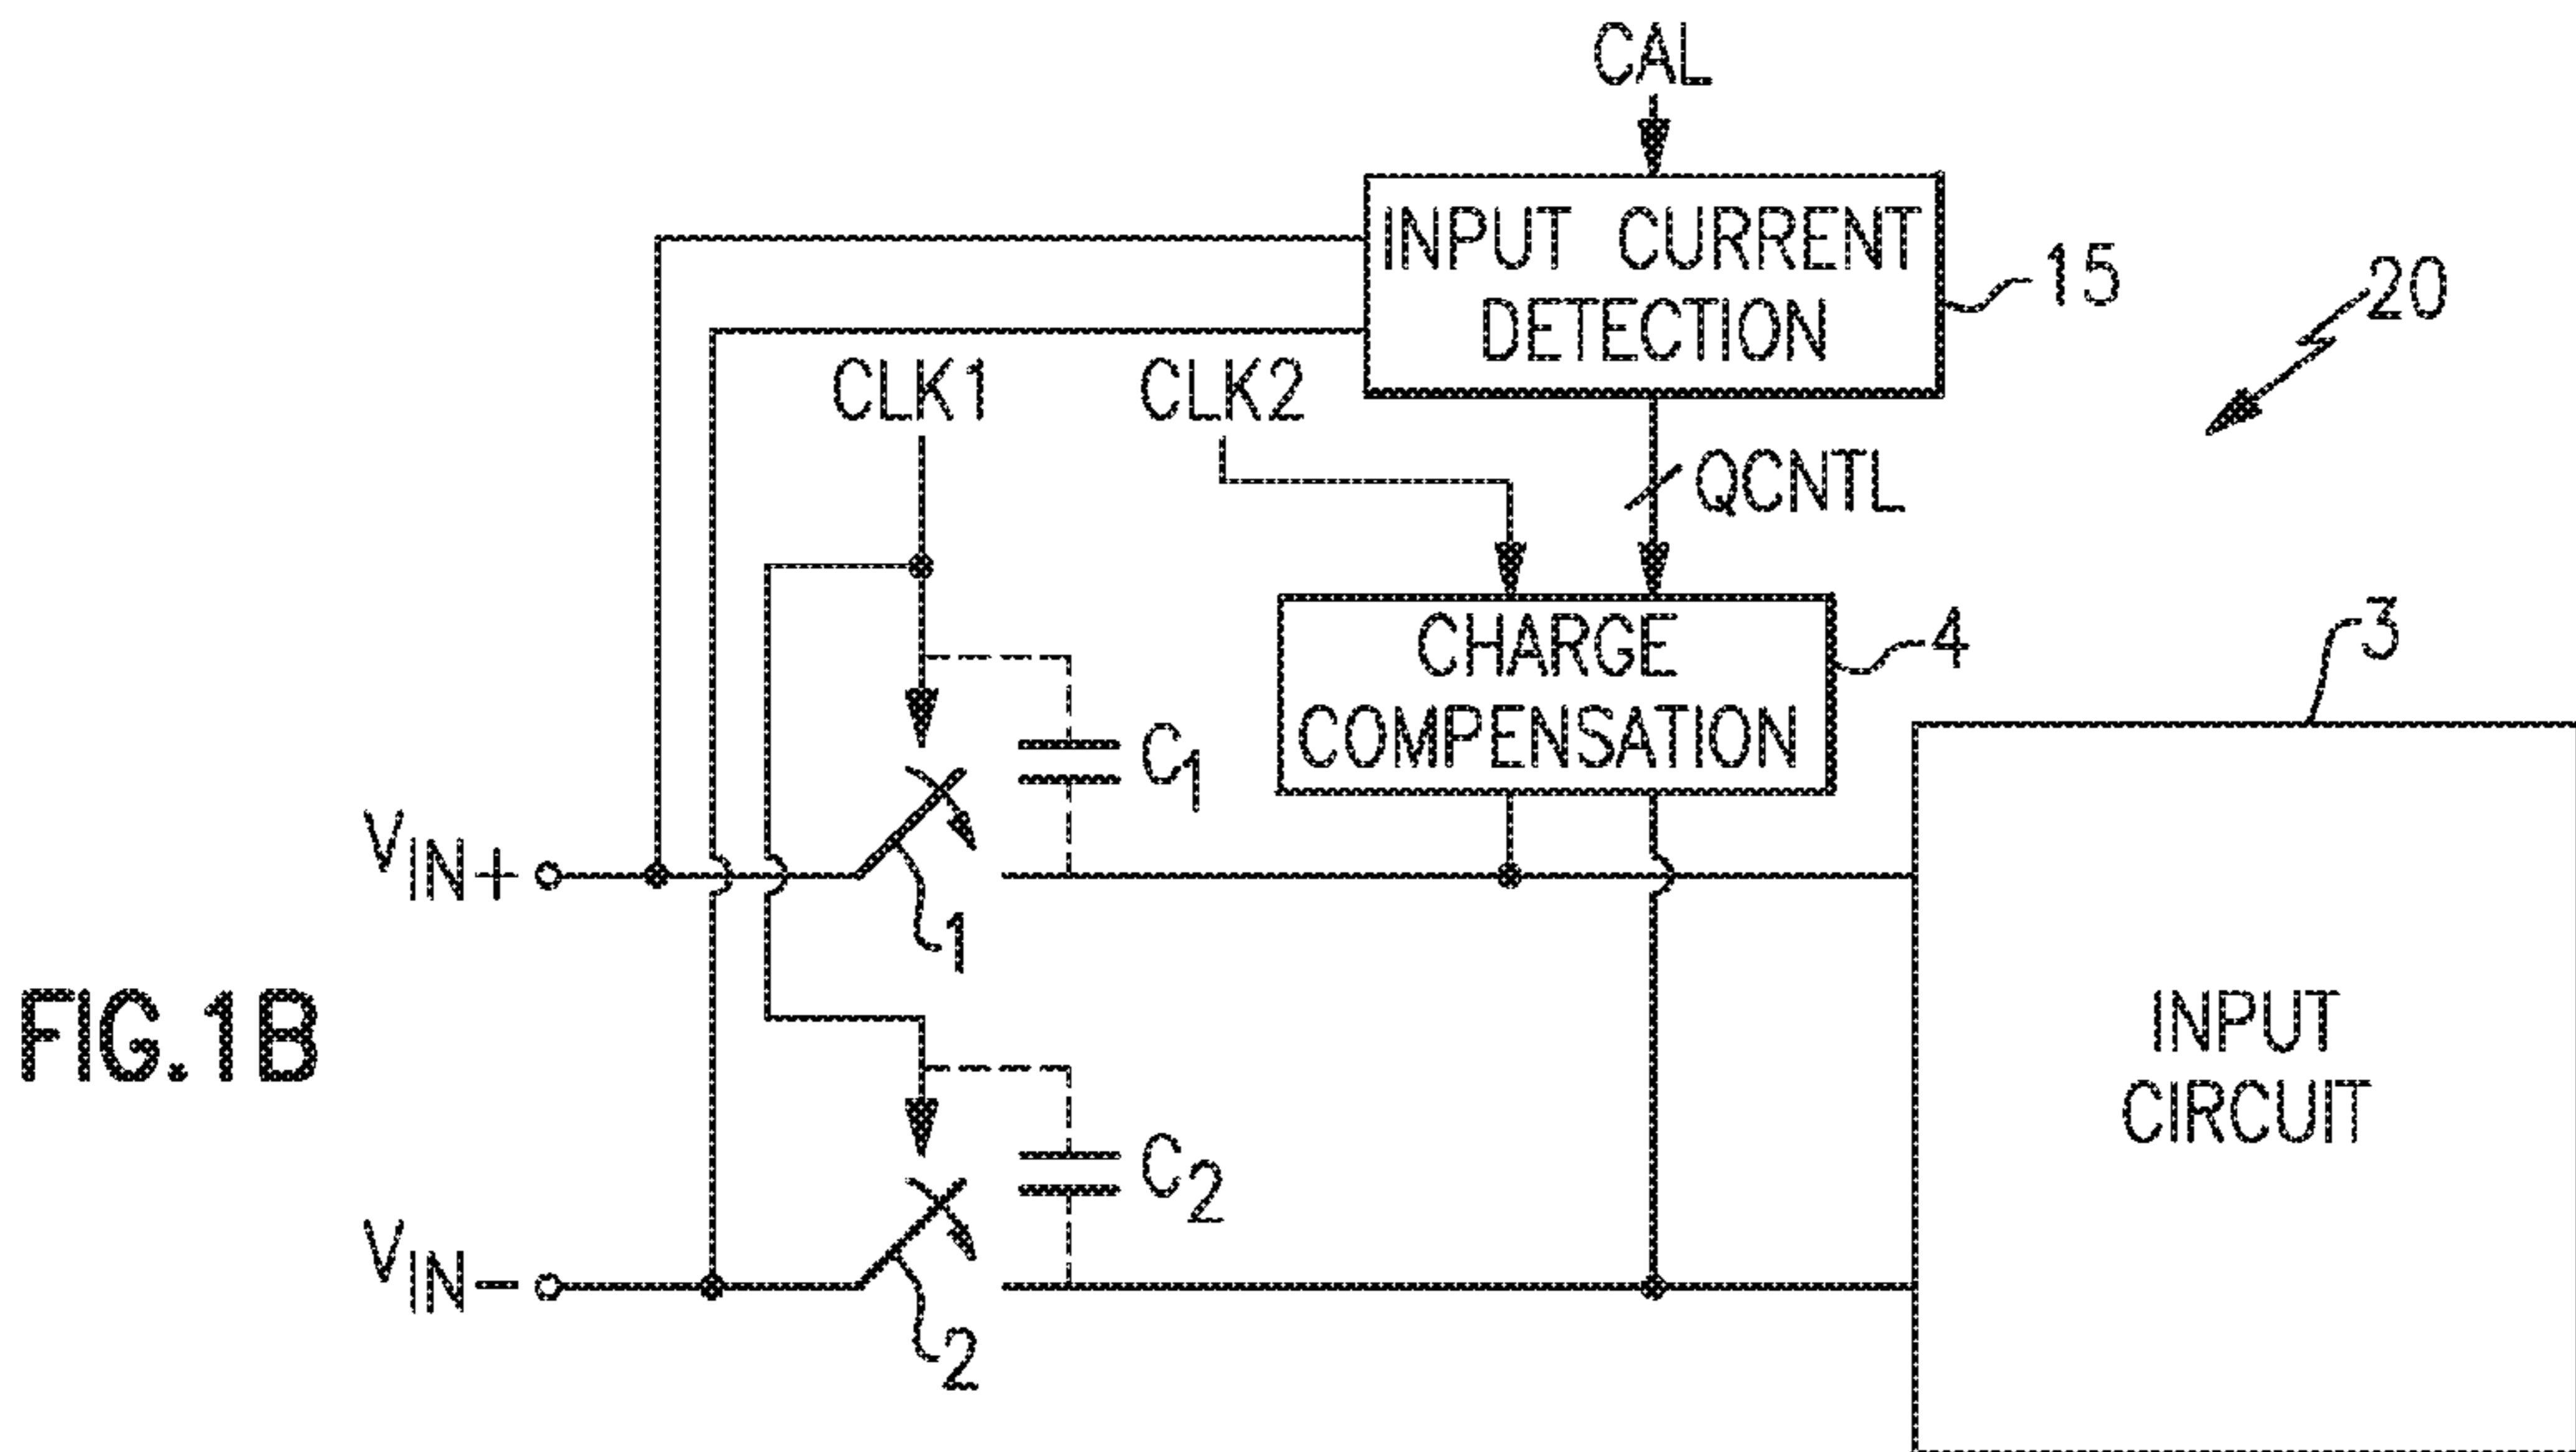 CAL
INPUT CURRENT
DETECTION
15
20
CLK1
CLK2
QCNTL
CHARGE
COMPENSATION
4
3
C1
VIN+
1
FIG.1B
INPUT
CIRCUIT
C2
VIN-
2